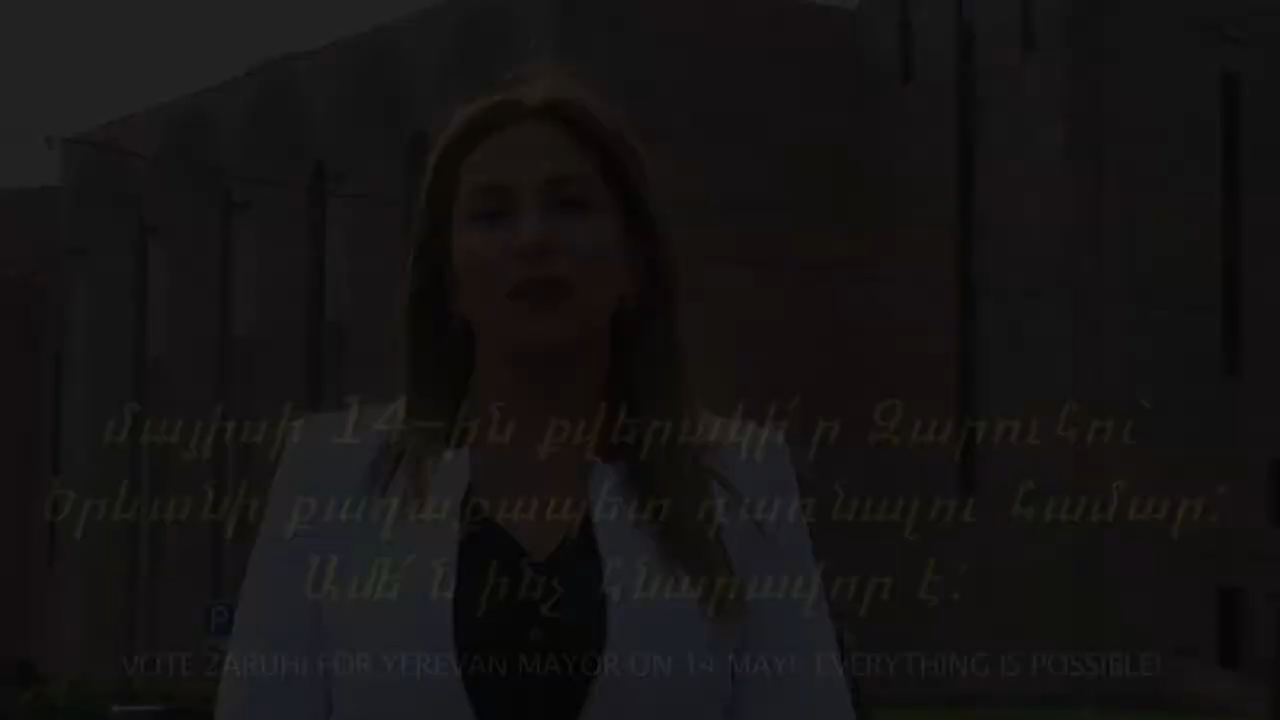 մայիսի 14-ին քվեարկի՛ր Զարուհու՝
Երևանի քաղաքապետ դառնալու համար:
Ամե՛ն ինչ հնարավոր է:
P
VOTE ZARUHI FOR YEREVAN MAYOR ON 14 MAY! EVERYTHING IS POSSIBLE!